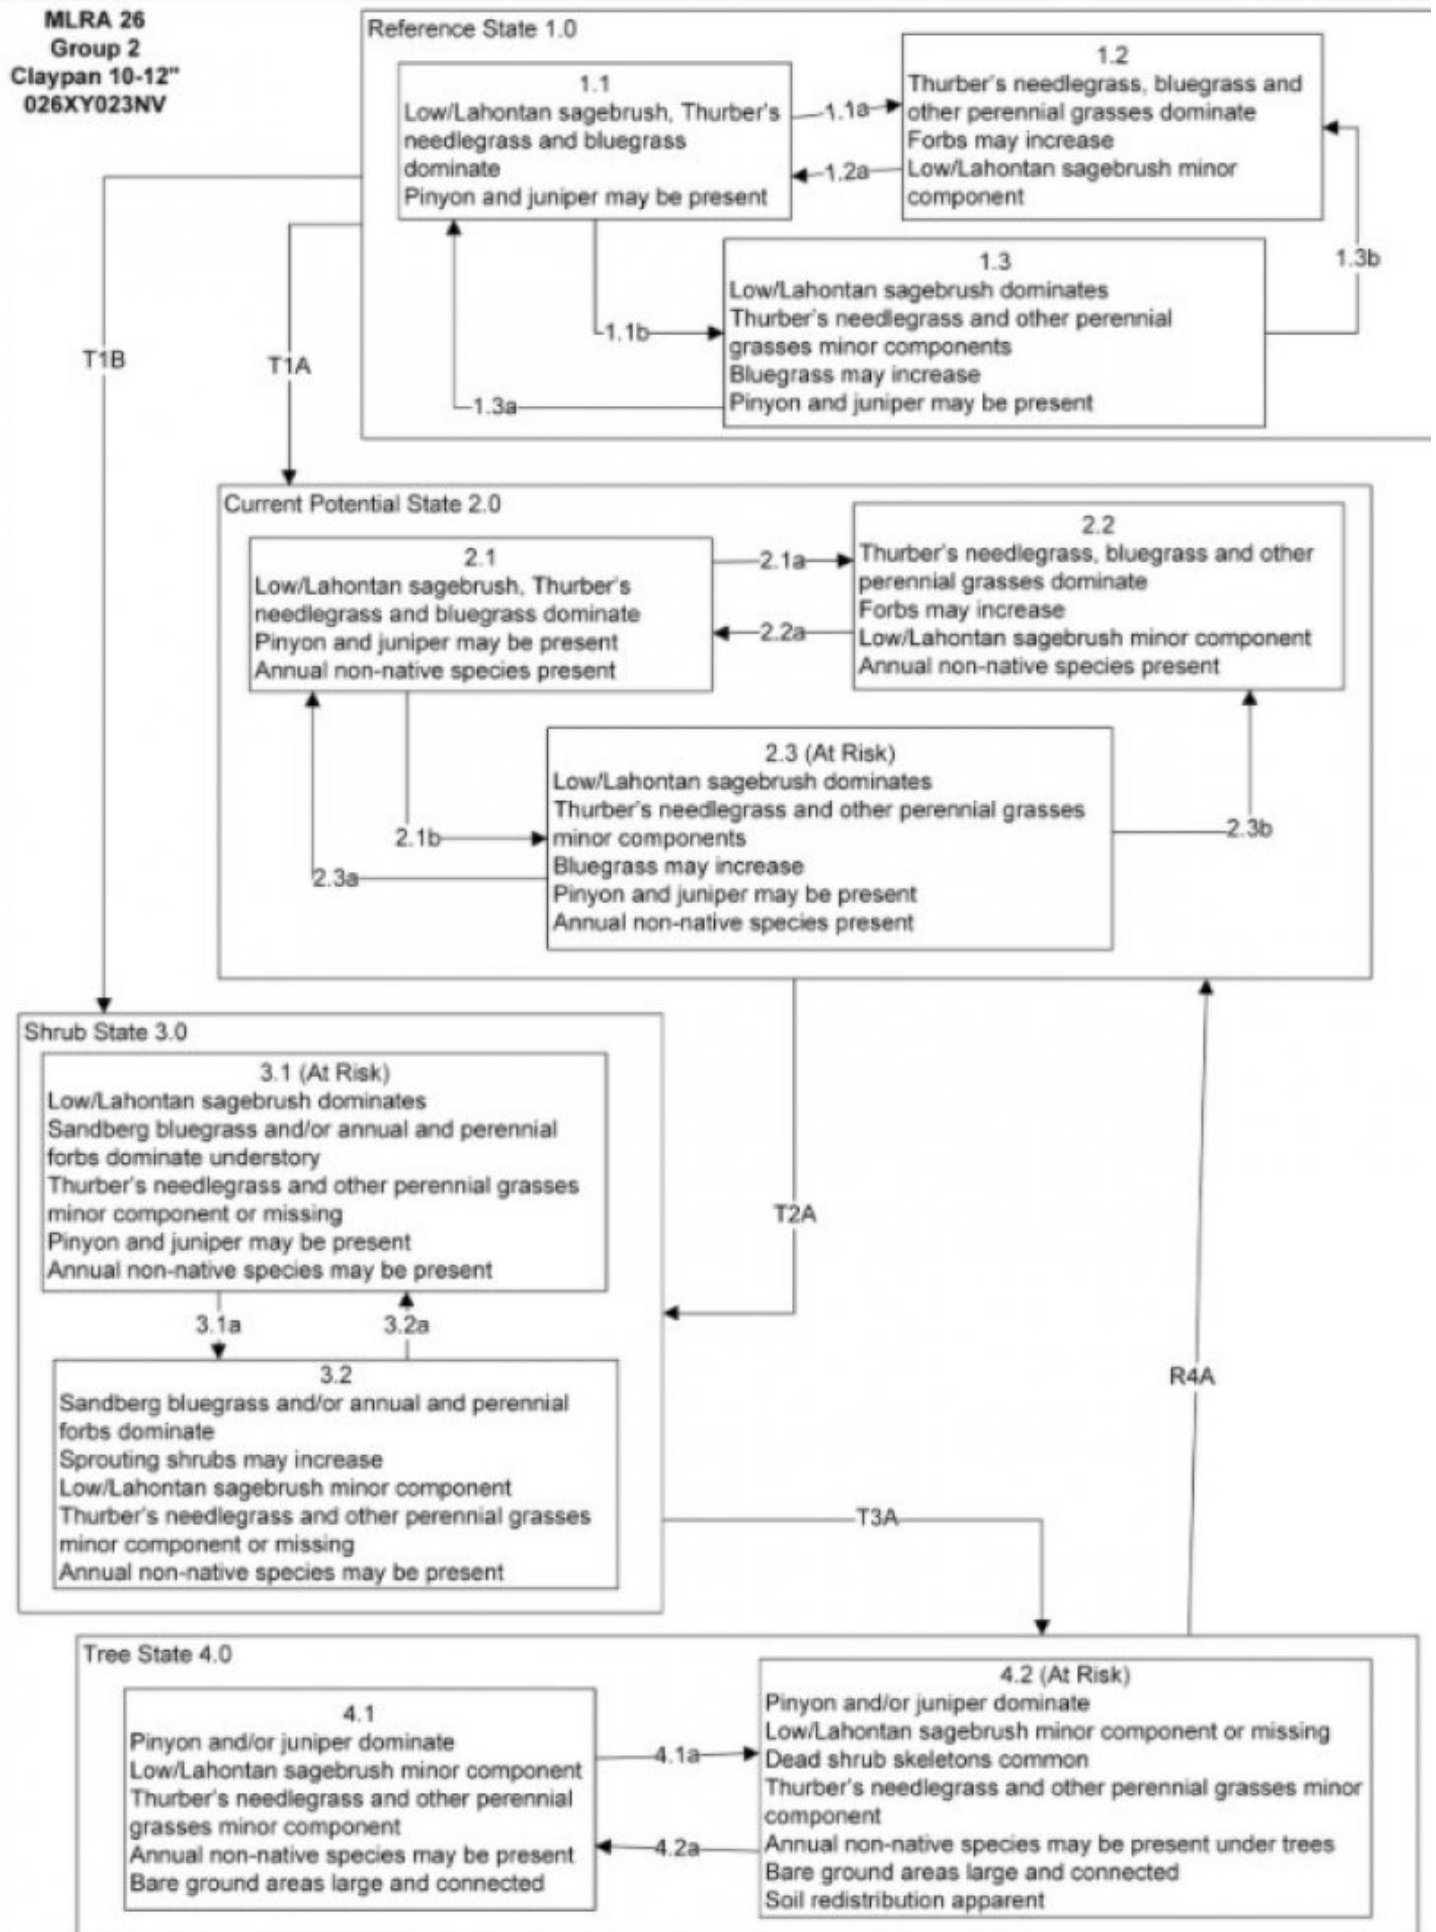 MLRA 26
Group 2
Claypan 10-12"
026XY023NV
Reference State 1.0
1.1
Low/Lahontan sagebrush, Thurber's
needlegrass and bluegrass
dominate
Pinyon and juniper may be present
1.1a
1.2a
1.2
Thurber's needlegrass, bluegrass and
other perennial grasses dominate
Forbs may increase
Low/Lahontan sagebrush minor
component
1.3
Low/Lahontan sagebrush dominates
Thurber's needlegrass and other perennial
grasses minor components
Bluegrass may increase
Pinyon and juniper may be present
1.1b
1.3a
1.3b
T1B
T1A
Current Potential State 2.0
2.1
Low/Lahontan sagebrush, Thurber's
needlegrass and bluegrass dominate
Pinyon and juniper may be present
Annual non-native species present
2.1a
2.2a
2.2
Thurber's needlegrass, bluegrass and other
perennial grasses dominate
Forbs may increase
Low/Lahontan sagebrush minor component
Annual non-native species present
2.3 (At Risk)
Low/Lahontan sagebrush dominates
Thurber's needlegrass and other perennial grasses
minor components
Bluegrass may increase
Pinyon and juniper may be present
Annual non-native species present
2.1b
2.3a
2.3b
Shrub State 3.0
3.1 (At Risk)
Low/Lahontan sagebrush dominates
Sandberg bluegrass and/or annual and perennial
forbs dominate understory
Thurber's needlegrass and other perennial grasses
minor component or missing
Pinyon and juniper may be present
Annual non-native species may be present
3.1a
3.2a
T2A
3.2
Sandberg bluegrass and/or annual and perennial
forbs dominate
Sprouting shrubs may increase
Low/Lahontan sagebrush minor component
Thurber's needlegrass and other perennial grasses
minor component or missing
Annual non-native species may be present
R4A
T3A
Tree State 4.0
4.1
Pinyon and/or juniper dominate
Low/Lahontan sagebrush minor component
Thurber's needlegrass and other perennial
grasses minor component
Annual non-native species may be present
Bare ground areas large and connected
4.1a
4.2a
4.2 (At Risk)
Pinyon and/or juniper dominate
Low/Lahontan sagebrush minor component or missing
Dead shrub skeletons common
Thurber's needlegrass and other perennial grasses minor
component
Annual non-native species may be present under trees
Bare ground areas large and connected
Soil redistribution apparent